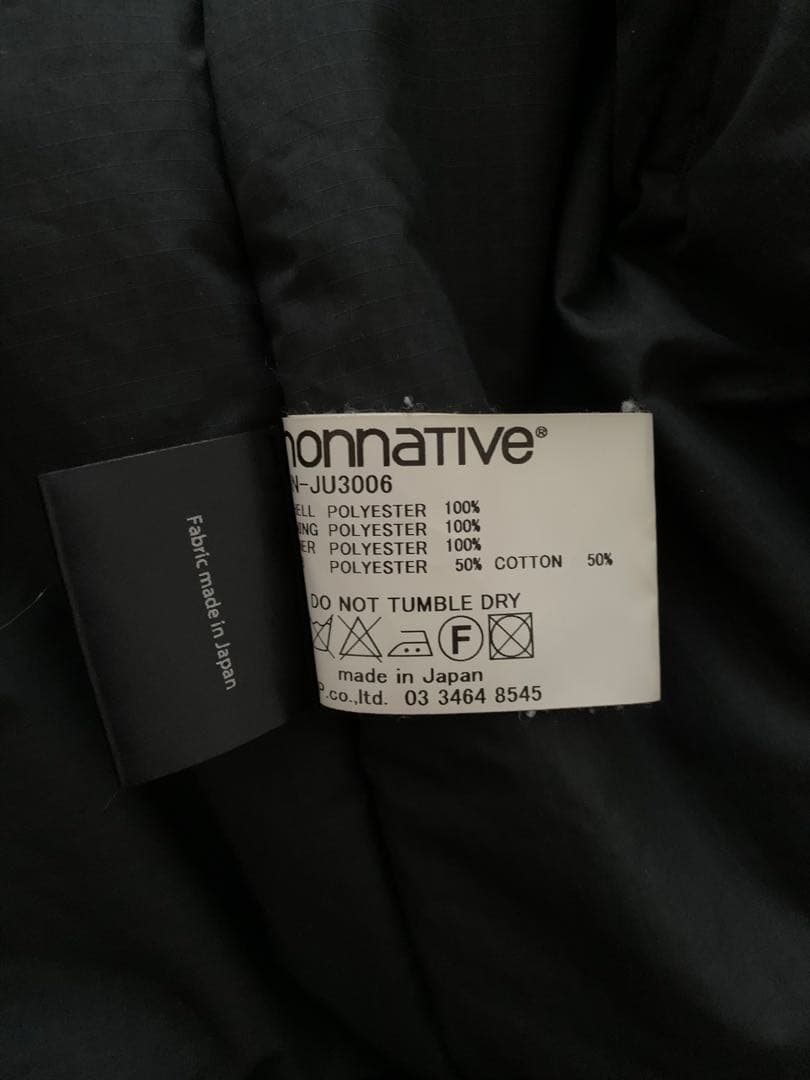 nonnative®
N-JU3006
ELL POLYESTER 100%
ING POLYESTER 100%
ER POLYESTER 100%
POLYESTER 50% COTTON 50%
DO NOT TUMBLE DRY
F
made in Japan
P.co.,ltd. 03 3464 8545
Fabric made in Japan